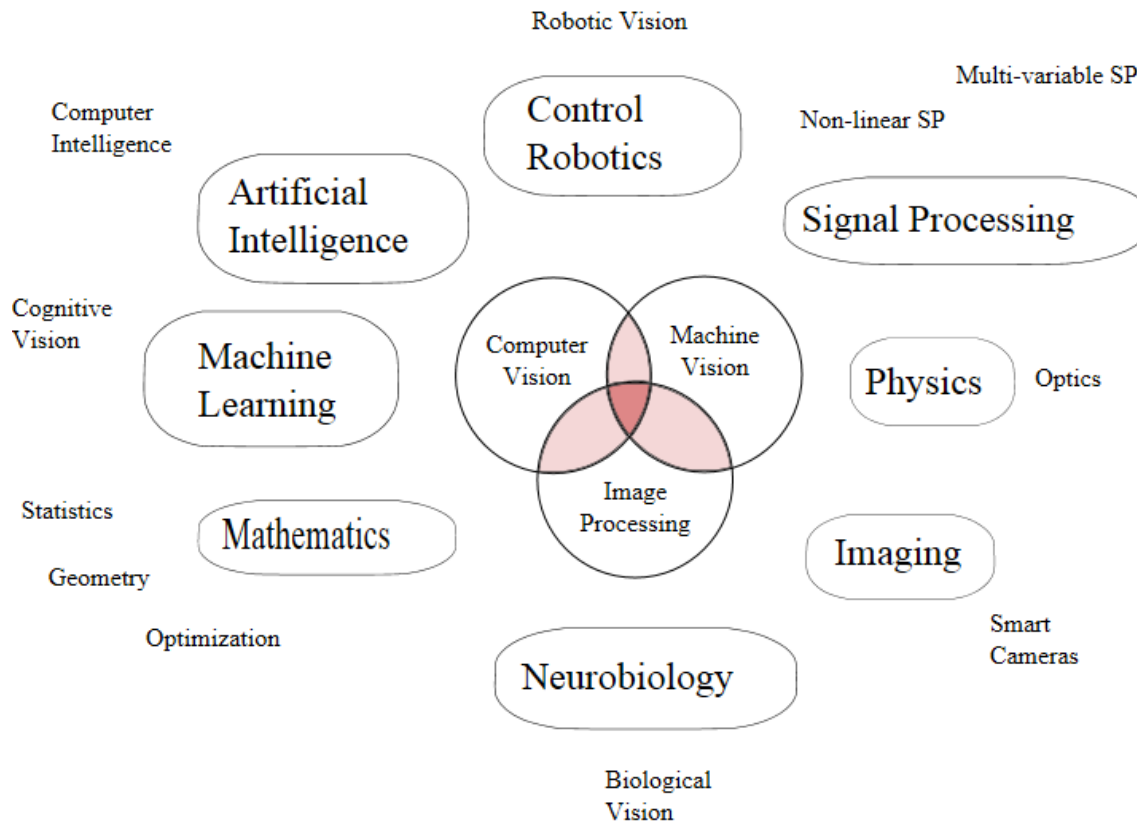 Robotic Vision
Multi-variable SP
Computer
Intelligence
Control
Robotics
Non-linear SP
Artificial
Intelligence
Signal Processing
Cognitive
Vision
Machine
Learning
Computer
Vision
Machine
Vision
Physics
Optics
Statistics
Mathematics
Image
Processing
Imaging
Geometry
Optimization
Smart
Cameras
Neurobiology
Biological
Vision